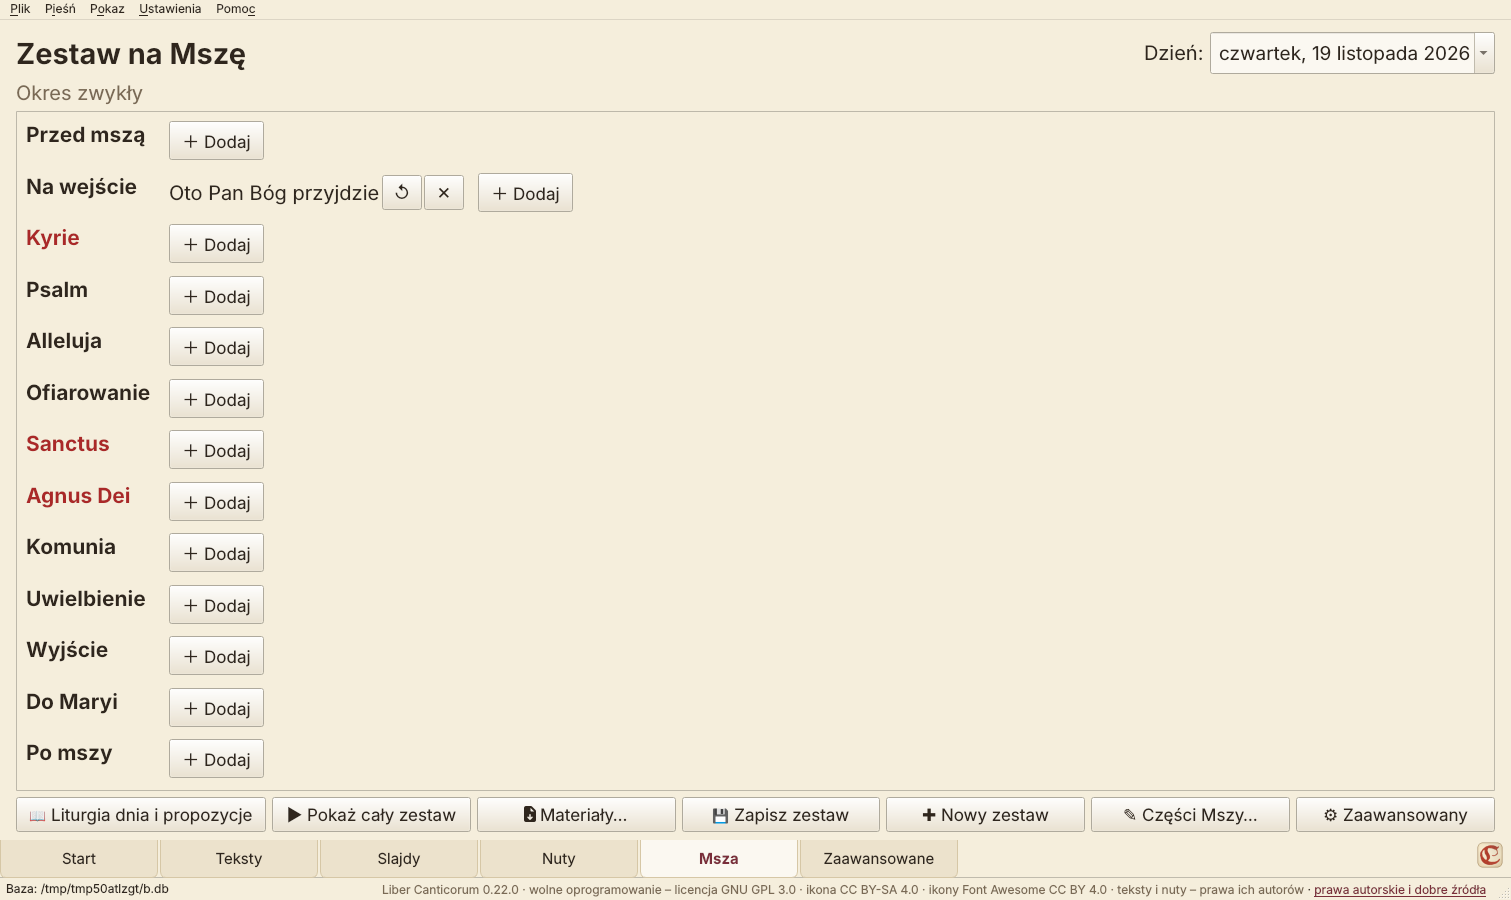 Plik Pieśń Pokaz Ustawienia Pomoc
Zestaw na Mszę
Dzień: czwartek, 19 listopada 2026
Okres zwykły
Przed mszą + Dodaj
Na wejście Oto Pan Bóg przyjdzie + Dodaj
Kyrie + Dodaj
Psalm + Dodaj
Alleluja + Dodaj
Ofiarowanie + Dodaj
Sanctus + Dodaj
Agnus Dei + Dodaj
Komunia + Dodaj
Uwielbienie + Dodaj
Wyjście + Dodaj
Do Maryi + Dodaj
Po mszy + Dodaj
Liturgia dnia i propozycje Pokaż cały zestaw Materiały... Zapisz zestaw Nowy zestaw Części Mszy... Zaawansowany
Start Teksty Slajdy Nuty Msza Zaawansowane
Baza: /tmp/tmp50atlzgt/b.db Liber Canticorum 0.22.0 · wolne oprogramowanie – licencja GNU GPL 3.0 · ikona CC BY-SA 4.0 · ikony Font Awesome CC BY 4.0 · teksty i nuty – prawa ich autorów · prawa autorskie i dobre źródła